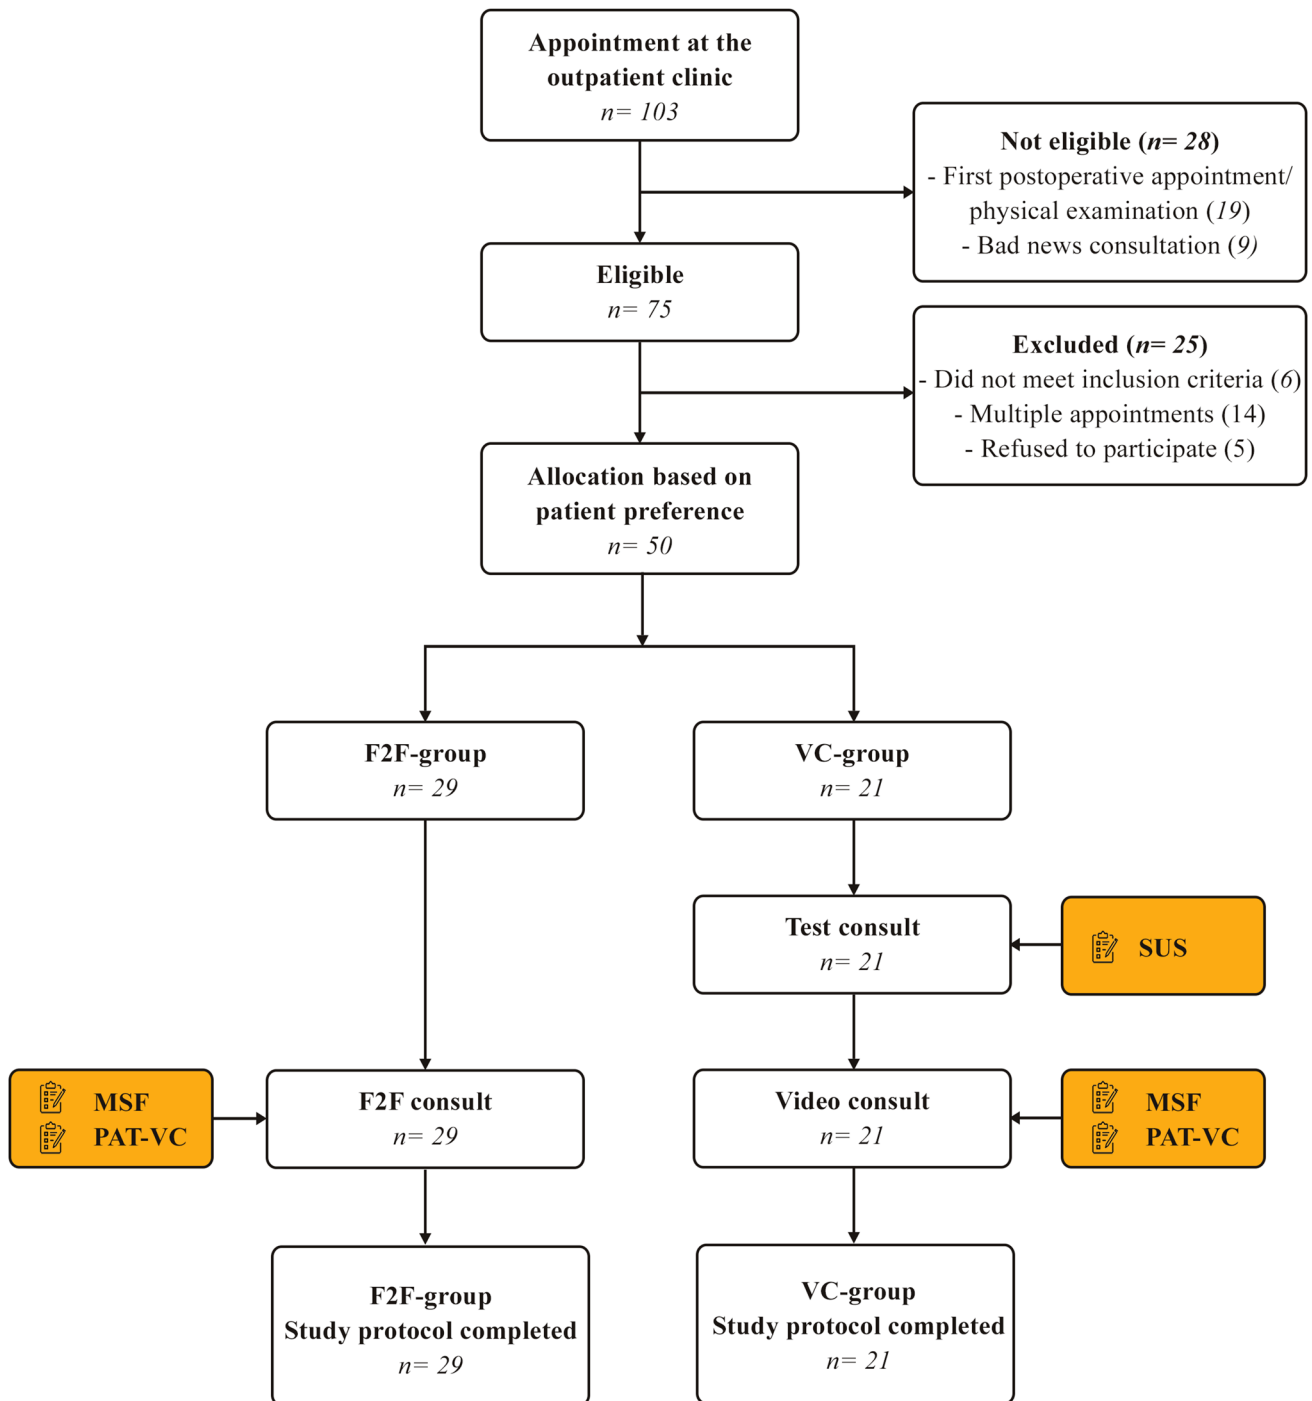 Appointment at the
outpatient clinic
n= 103
Not eligible (n= 28)
- First postoperative appointment/
physical examination (19)
- Bad news consultation (9)
Eligible
n= 75
Excluded (n= 25)
- Did not meet inclusion criteria (6)
- Multiple appointments (14)
- Refused to participate (5)
Allocation based on
patient preference
n= 50
F2F-group
n= 29
VC-group
n= 21
Test consult
n= 21
SUS
MSF
PAT-VC
F2F consult
n= 29
Video consult
n= 21
MSF
PAT-VC
F2F-group
Study protocol completed
n= 29
VC-group
Study protocol completed
n= 21